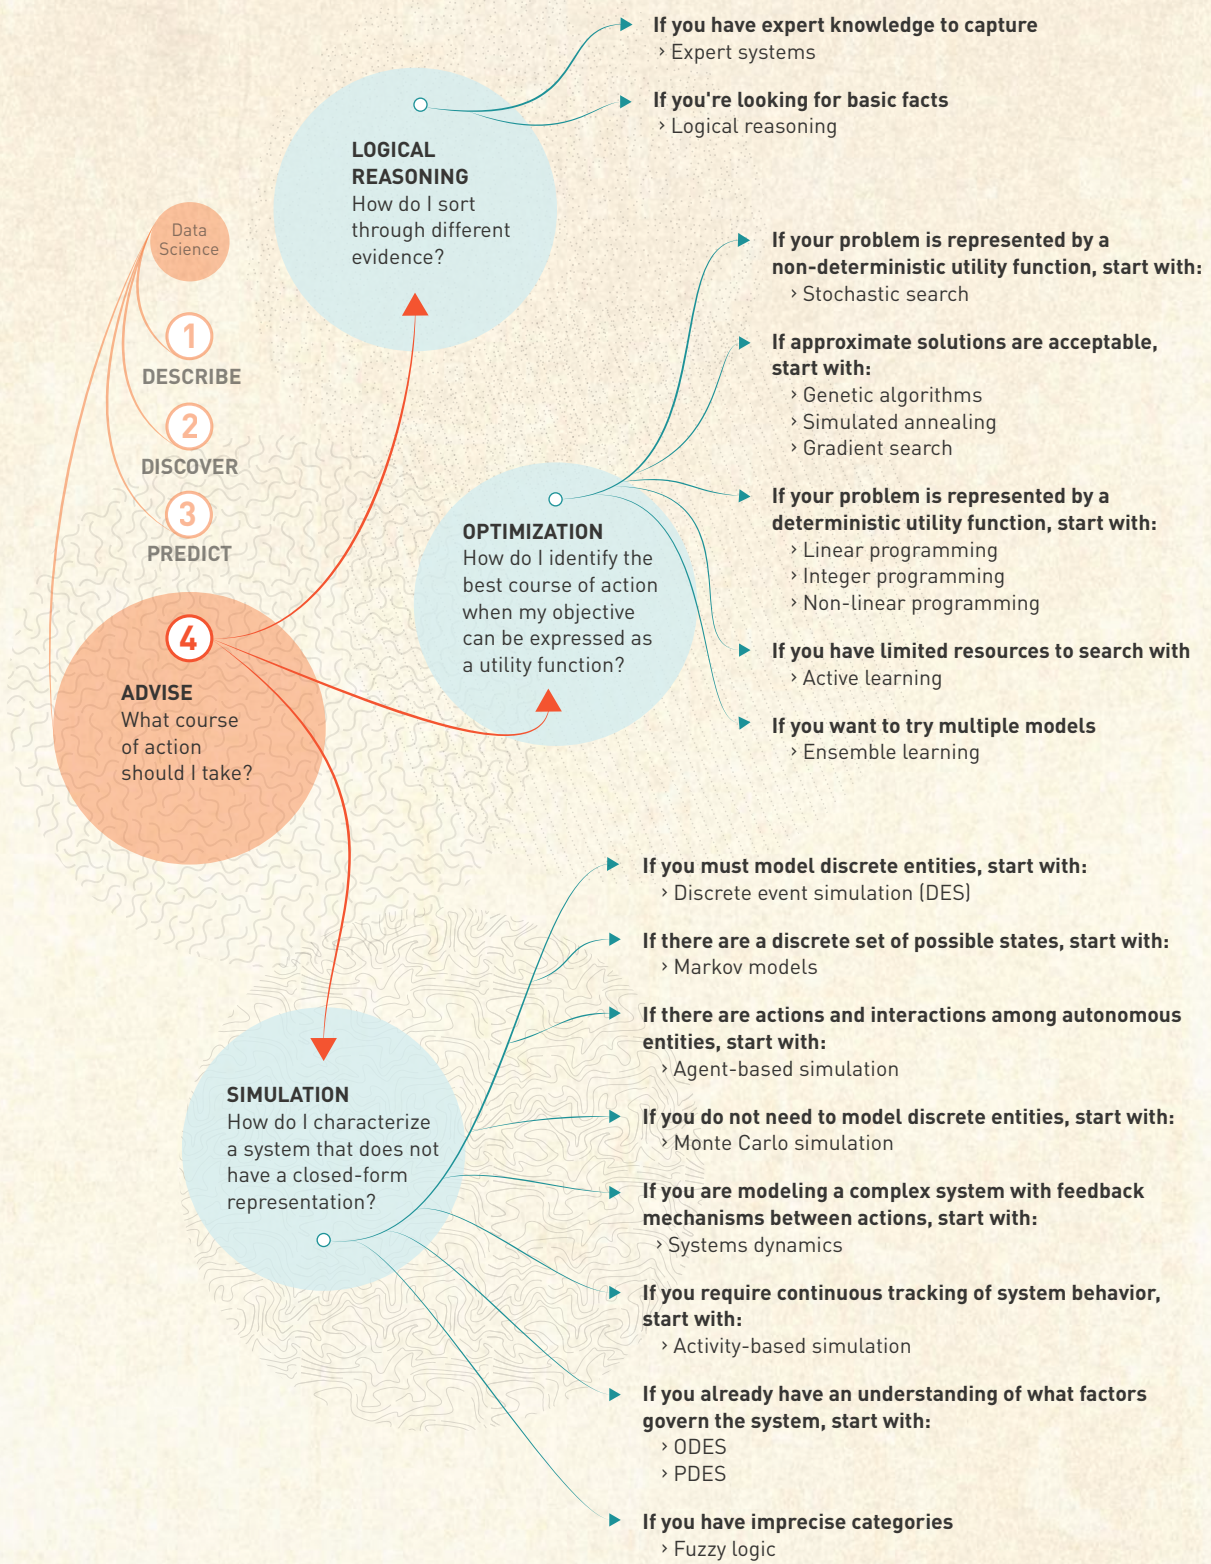 Data
Science
1
DESCRIBE
2
DISCOVER
3
PREDICT
4
ADVISE
What course
of action
should I take?
LOGICAL
REASONING
How do I sort
through different
evidence?
If you have expert knowledge to capture
› Expert systems
If you're looking for basic facts
› Logical reasoning
OPTIMIZATION
How do I identify the
best course of action
when my objective
can be expressed as
a utility function?
If your problem is represented by a
non-deterministic utility function, start with:
› Stochastic search
If approximate solutions are acceptable,
start with:
› Genetic algorithms
› Simulated annealing
› Gradient search
If your problem is represented by a
deterministic utility function, start with:
› Linear programming
› Integer programming
› Non-linear programming
If you have limited resources to search with
› Active learning
If you want to try multiple models
› Ensemble learning
SIMULATION
How do I characterize
a system that does not
have a closed-form
representation?
If you must model discrete entities, start with:
› Discrete event simulation (DES)
If there are a discrete set of possible states, start with:
› Markov models
If there are actions and interactions among autonomous
entities, start with:
› Agent-based simulation
If you do not need to model discrete entities, start with:
› Monte Carlo simulation
If you are modeling a complex system with feedback
mechanisms between actions, start with:
› Systems dynamics
If you require continuous tracking of system behavior,
start with:
› Activity-based simulation
If you already have an understanding of what factors
govern the system, start with:
› ODES
› PDES
If you have imprecise categories
› Fuzzy logic